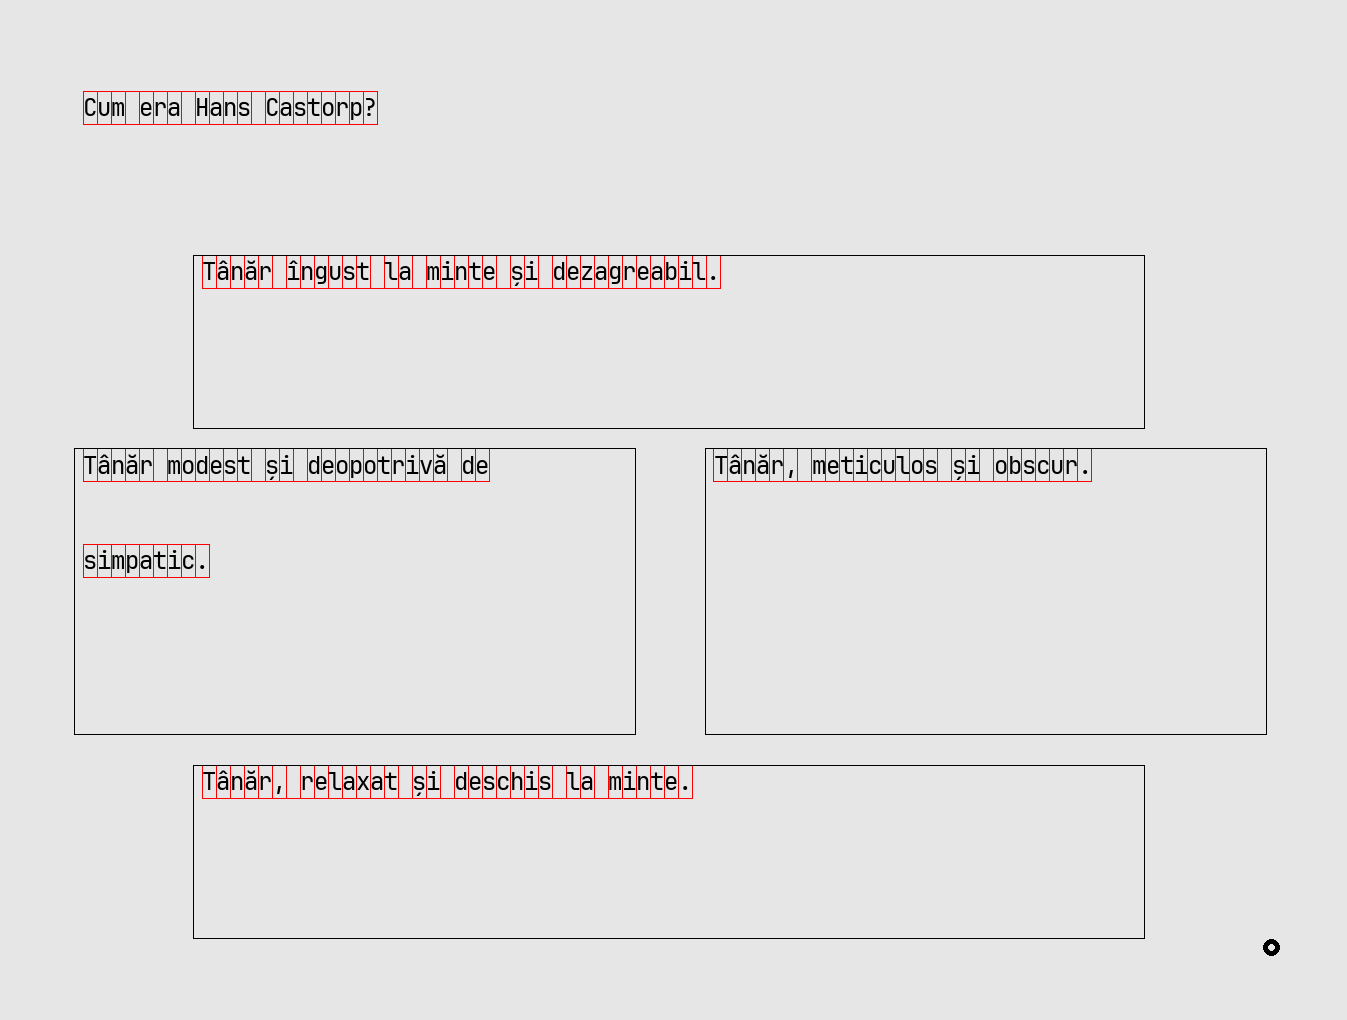 Cum era Hans Castorp?
Tânăr îngust la minte și dezagreabil.
Tânăr modest și deopotrivă de
simpatic.
Tânăr, meticulos și obscur.
Tânăr, relaxat și deschis la minte.